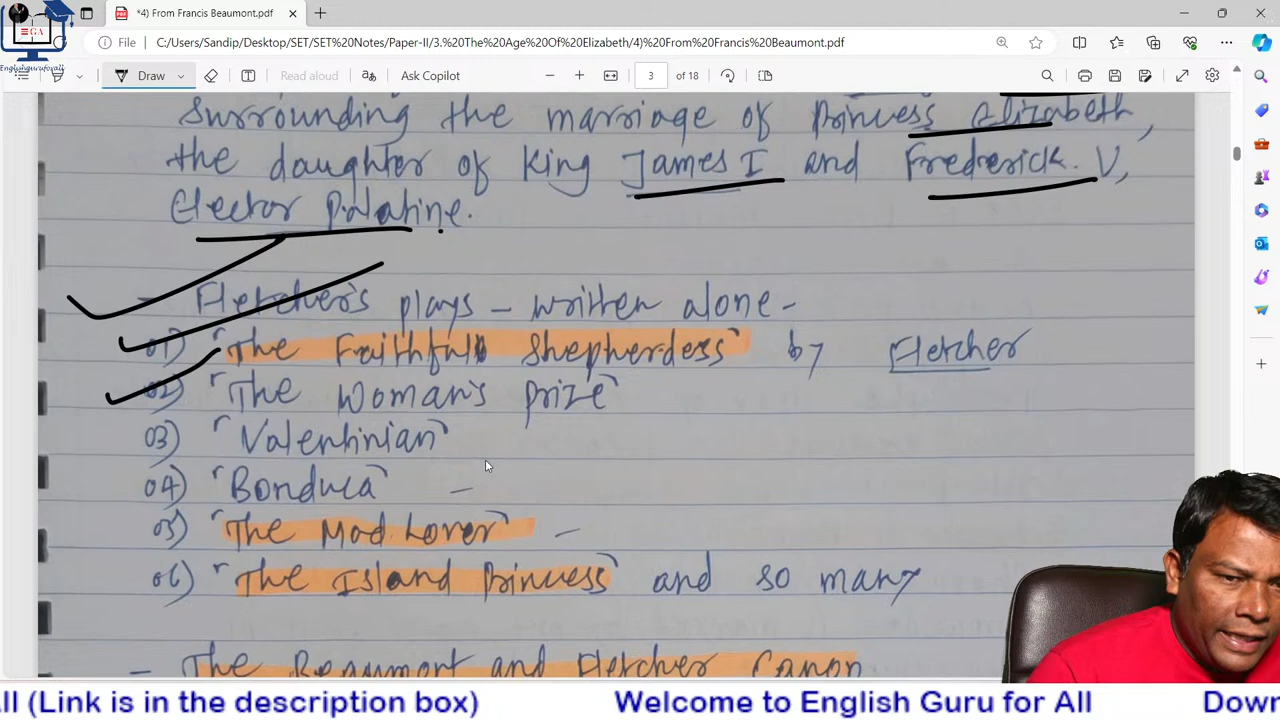 *4) From Francis Beaumont.pdf
EGA
Englishguruforall
File C:/Users/Sandip/Desktop/SET/SET%20Notes/Paper-II/3.%20The%20Age%20Of%20Elizabeth/4)%20From%20Francis%20Beaumont.pdf
Draw Read aloud Ask Copilot 3 of 18
Surrounding the marriage of Princess Elizabeth,
the daughter of King James I and Frederick V,
Elector Palatine.
- Fletcher's plays - written alone -
01) "The Faithful Shepherdess" by Fletcher
02) "The Woman's prize"
03) "Valentinian"
04) "Bonduca" -
05) "The Mad Lover" -
06) "The Island Princess" and so many
- The Beaumont and Fletcher Canon
All (Link is in the description box) Welcome to English Guru for All Down